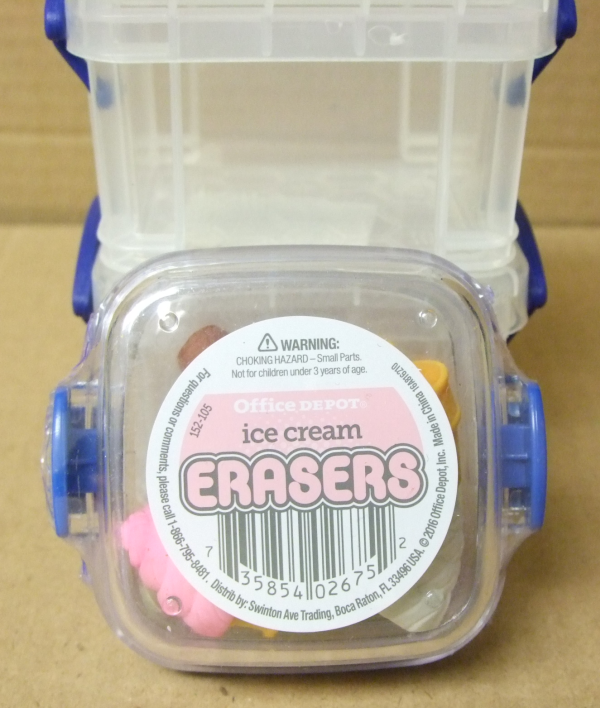 WARNING:
CHOKING HAZARD – Small Parts.
Not for children under 3 years of age.
Office DEPOT®
152-105
ice cream
ERASERS
7 35854 02675 2
For questions or comments, please call 1-866-795-8481. Distrib by: Swinton Ave Trading, Boca Raton, FL 33496 USA. ©2016 Office Depot, Inc. Made in China 16A816210